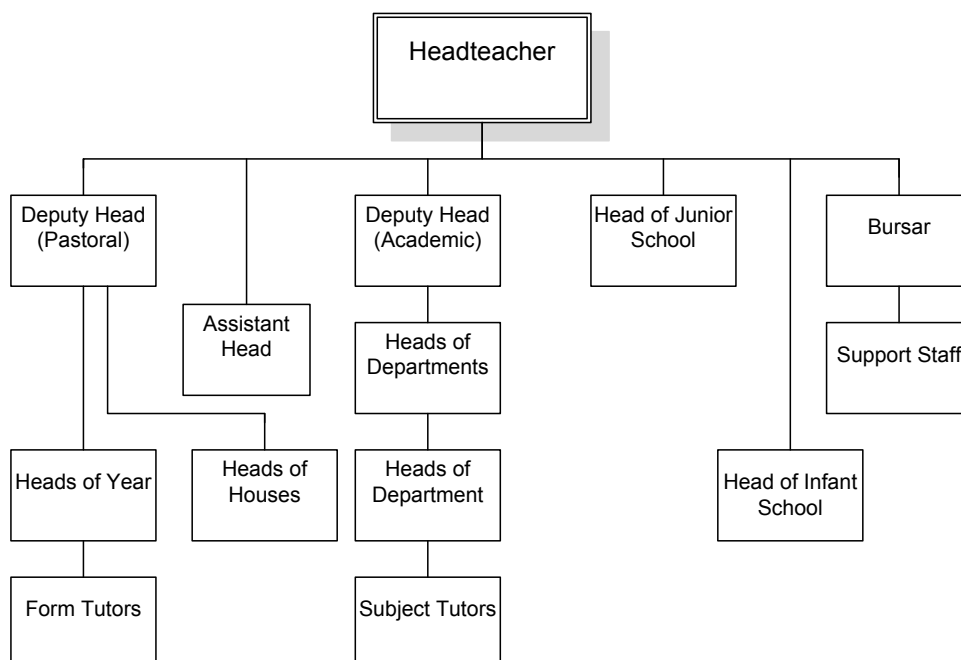 Headteacher
Deputy Head
(Pastoral)
Deputy Head
(Academic)
Head of Junior
School
Bursar
Assistant
Head
Heads of
Departments
Support Staff
Heads of Year
Heads of
Houses
Heads of
Department
Head of Infant
School
Form Tutors
Subject Tutors